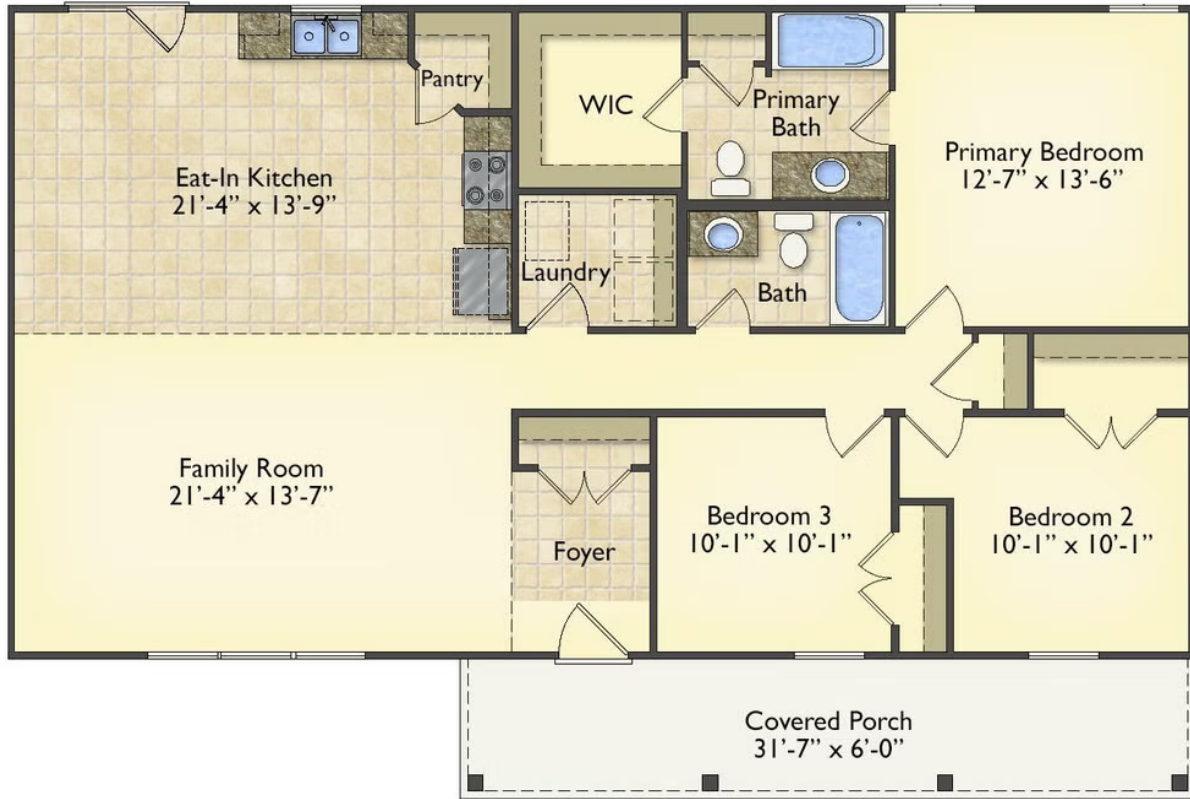 Pantry
WIC
Primary
Bath
Primary Bedroom
12’-7” x 13’-6”
Eat-In Kitchen
21’-4” x 13’-9”
Laundry
Bath
Family Room
21’-4” x 13’-7”
Foyer
Bedroom 3
10’-1” x 10’-1”
Bedroom 2
10’-1” x 10’-1”
Covered Porch
31’-7” x 6’-0”